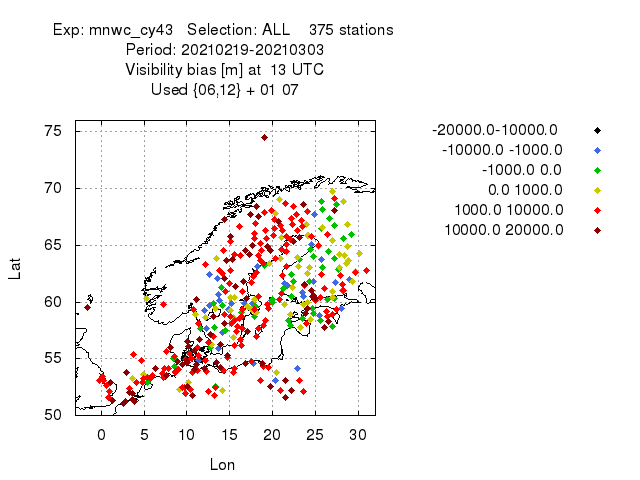 Exp: mnwc_cy43   Selection: ALL    375 stations
Period: 20210219-20210303
Visibility bias [m] at  13 UTC
Used {06,12} + 01 07
-20000.0-10000.0
-10000.0 -1000.0
-1000.0 0.0
0.0 1000.0
1000.0 10000.0
10000.0 20000.0
75
70
65
60
55
50
Lat
0 5 10 15 20 25 30
Lon